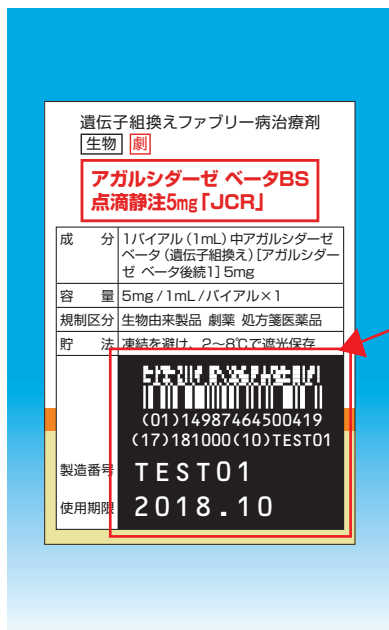 遺伝子組換えファブリー病治療剤
生物 劇
アガルシダーゼ ベータBS
点滴静注5mg「JCR」
成 分 1バイアル(1mL)中アガルシダーゼ
ベータ(遺伝子組換え)[アガルシダー
ゼ ベータ後続1] 5mg
容 量 5mg/1mL/バイアル×1
規制区分 生物由来製品 劇薬 処方箋医薬品
貯 法 凍結を避け、2～8℃で遮光保存
(01)14987464500419
(17)181000(10)TEST01
製造番号 TEST01
使用期限 2018.10